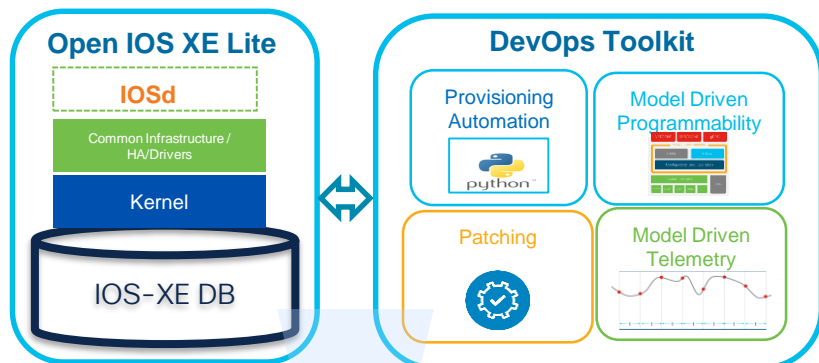 Open IOS XE Lite
IOSd
Common Infrastructure /
HA/Drivers
Kernel
IOS-XE DB
DevOps Toolkit
Provisioning
Automation
python™
Model Driven
Programmability
Patching
Model Driven
Telemetry